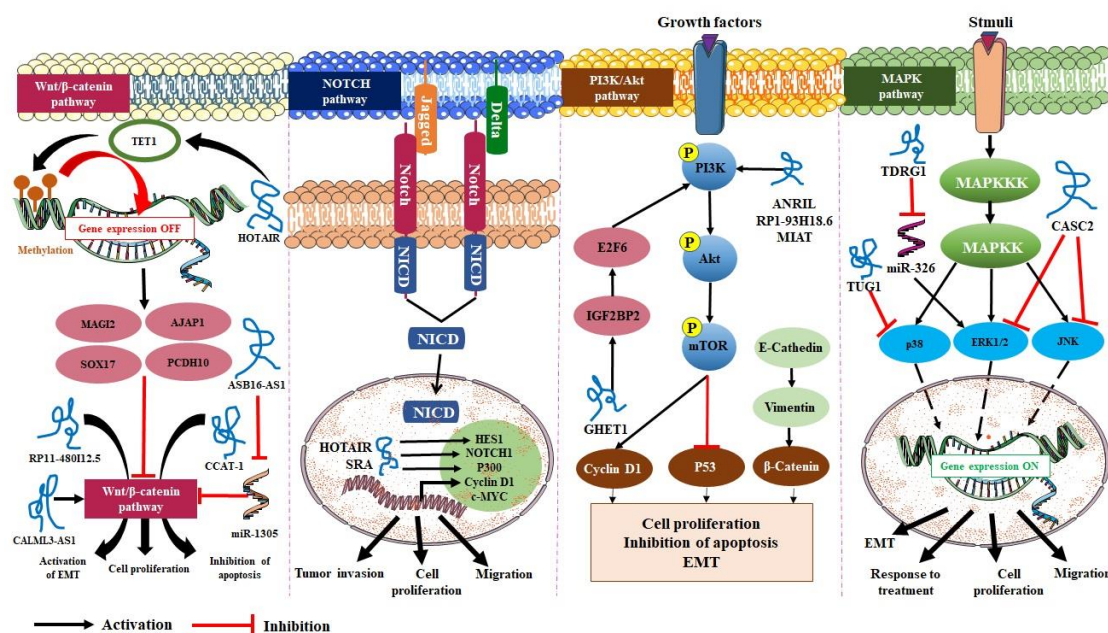 Growth factors
Stmuli
Wnt/β-catenin
pathway
TET1
HOTAIR
Methylation
Gene expression OFF
MAGI2
AJAP1
SOX17
PCDH10
ASB16-AS1
RP11-480I12.5
CCAT-1
Wnt/β-catenin
pathway
CALML3-AS1
miR-1305
Activation
of EMT
Cell proliferation
Inhibition of
apoptosis
NOTCH
pathway
Jagged
Delta
Notch
Notch
NICD
NICD
NICD
NICD
HOTAIR
SRA
HES1
NOTCH1
P300
Cyclin D1
c-MYC
Tumor invasion
Cell
proliferation
Migration
PI3K/Akt
pathway
P
PI3K
ANRIL
RP1-93H18.6
MIAT
E2F6
P
Akt
IGF2BP2
P
mTOR
E-Cathedin
GHET1
Vimentin
Cyclin D1
P53
β-Catenin
Cell proliferation
Inhibition of apoptosis
EMT
MAPK
pathway
TDRG1
MAPKKK
CASC2
MAPKK
miR-326
TUG1
p38
ERK1/2
JNK
Gene expression ON
EMT
Response to
treatment
Cell
proliferation
Migration
Activation
Inhibition